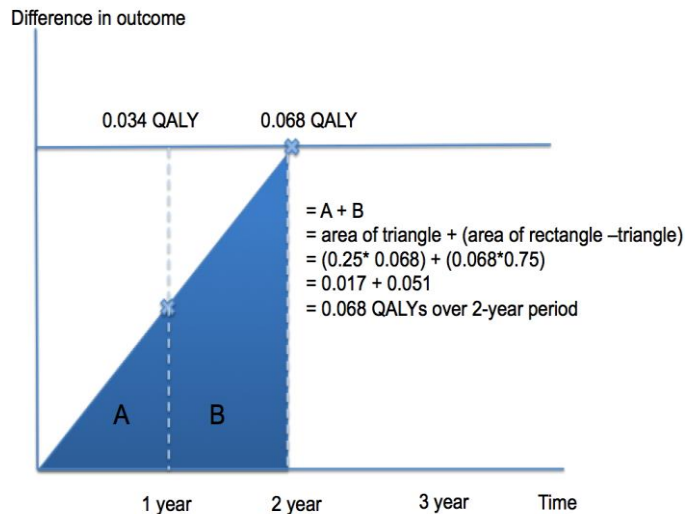 Difference in outcome
0.034 QALY
0.068 QALY
= A + B
= area of triangle + (area of rectangle –triangle)
= (0.25* 0.068) + (0.068*0.75)
= 0.017 + 0.051
= 0.068 QALYs over 2-year period
A
B
1 year
2 year
3 year
Time